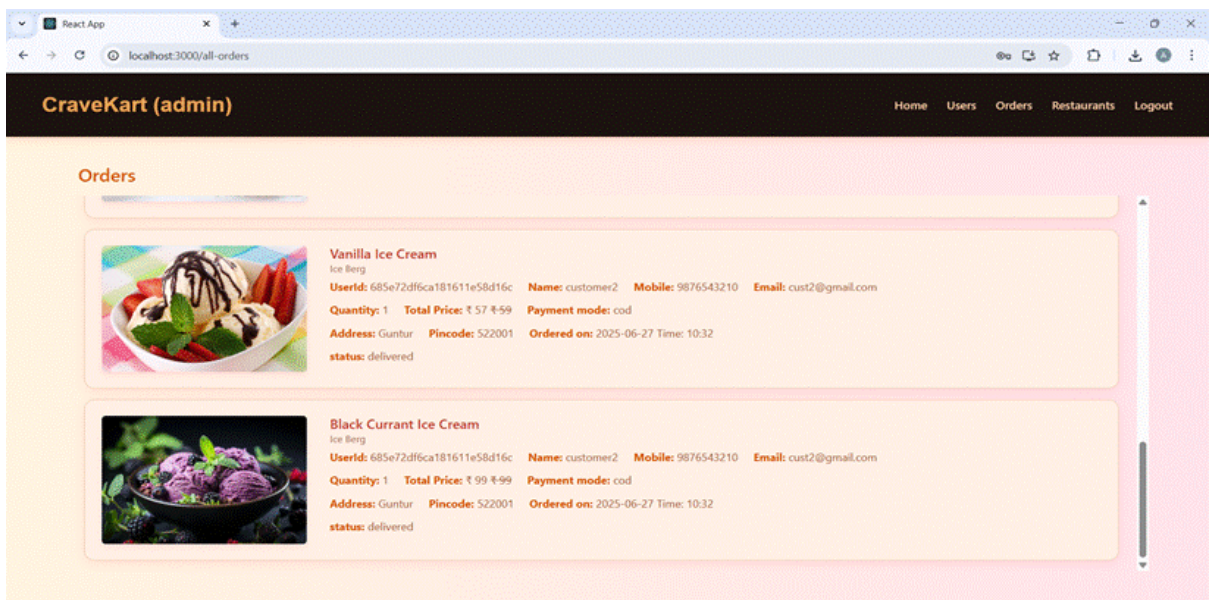 React App
localhost:3000/all-orders
CraveKart (admin)
Home Users Orders Restaurants Logout
Orders
Vanilla Ice Cream
Ice Berg
UserId: 685e72df6ca181611e58d16c Name: customer2 Mobile: 9876543210 Email: cust2@gmail.com
Quantity: 1 Total Price: ₹ 57 ₹ 59 Payment mode: cod
Address: Guntur Pincode: 522001 Ordered on: 2025-06-27 Time: 10:32
status: delivered
Black Currant Ice Cream
Ice Berg
UserId: 685e72df6ca181611e58d16c Name: customer2 Mobile: 9876543210 Email: cust2@gmail.com
Quantity: 1 Total Price: ₹ 99 ₹ 99 Payment mode: cod
Address: Guntur Pincode: 522001 Ordered on: 2025-06-27 Time: 10:32
status: delivered